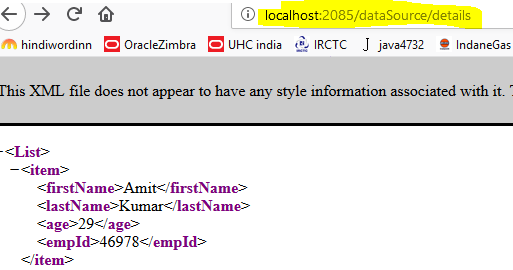 localhost:2085/dataSource/details
hindiwordinn OracleZimbra UHC india IRCTC java4732 IndaneGas
This XML file does not appear to have any style information associated with it.
−<List>
−<item>
<firstName>Amit</firstName>
<lastName>Kumar</lastName>
<age>29</age>
<empId>46978</empId>
</item>